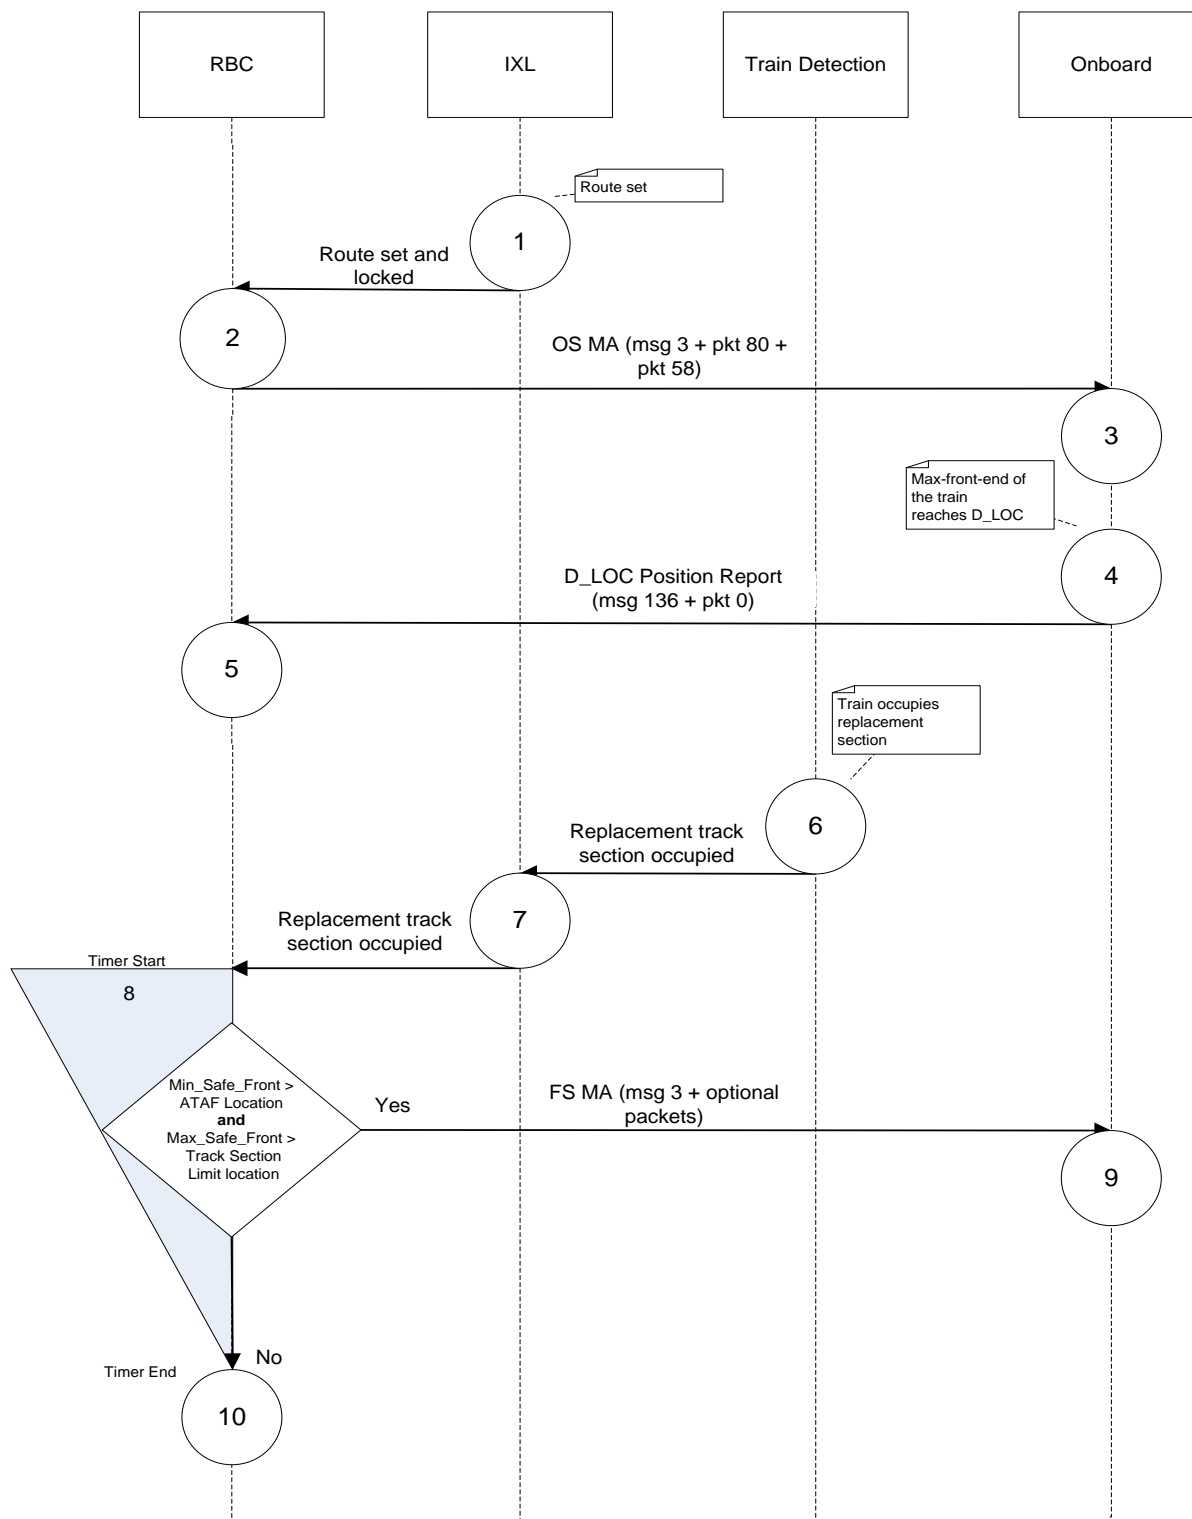 RBC
IXL
Train Detection
Onboard
Route set
1
Route set and
locked
2
OS MA (msg 3 + pkt 80 +
pkt 58)
3
Max-front-end of
the train
reaches D_LOC
4
D_LOC Position Report
(msg 136 + pkt 0)
5
Train occupies
replacement
section
6
Replacement track
section occupied
7
Replacement track
section occupied
Timer Start
8
Min_Safe_Front >
ATAF Location
and
Max_Safe_Front >
Track Section
Limit location
Yes
FS MA (msg 3 + optional
packets)
9
No
Timer End
10